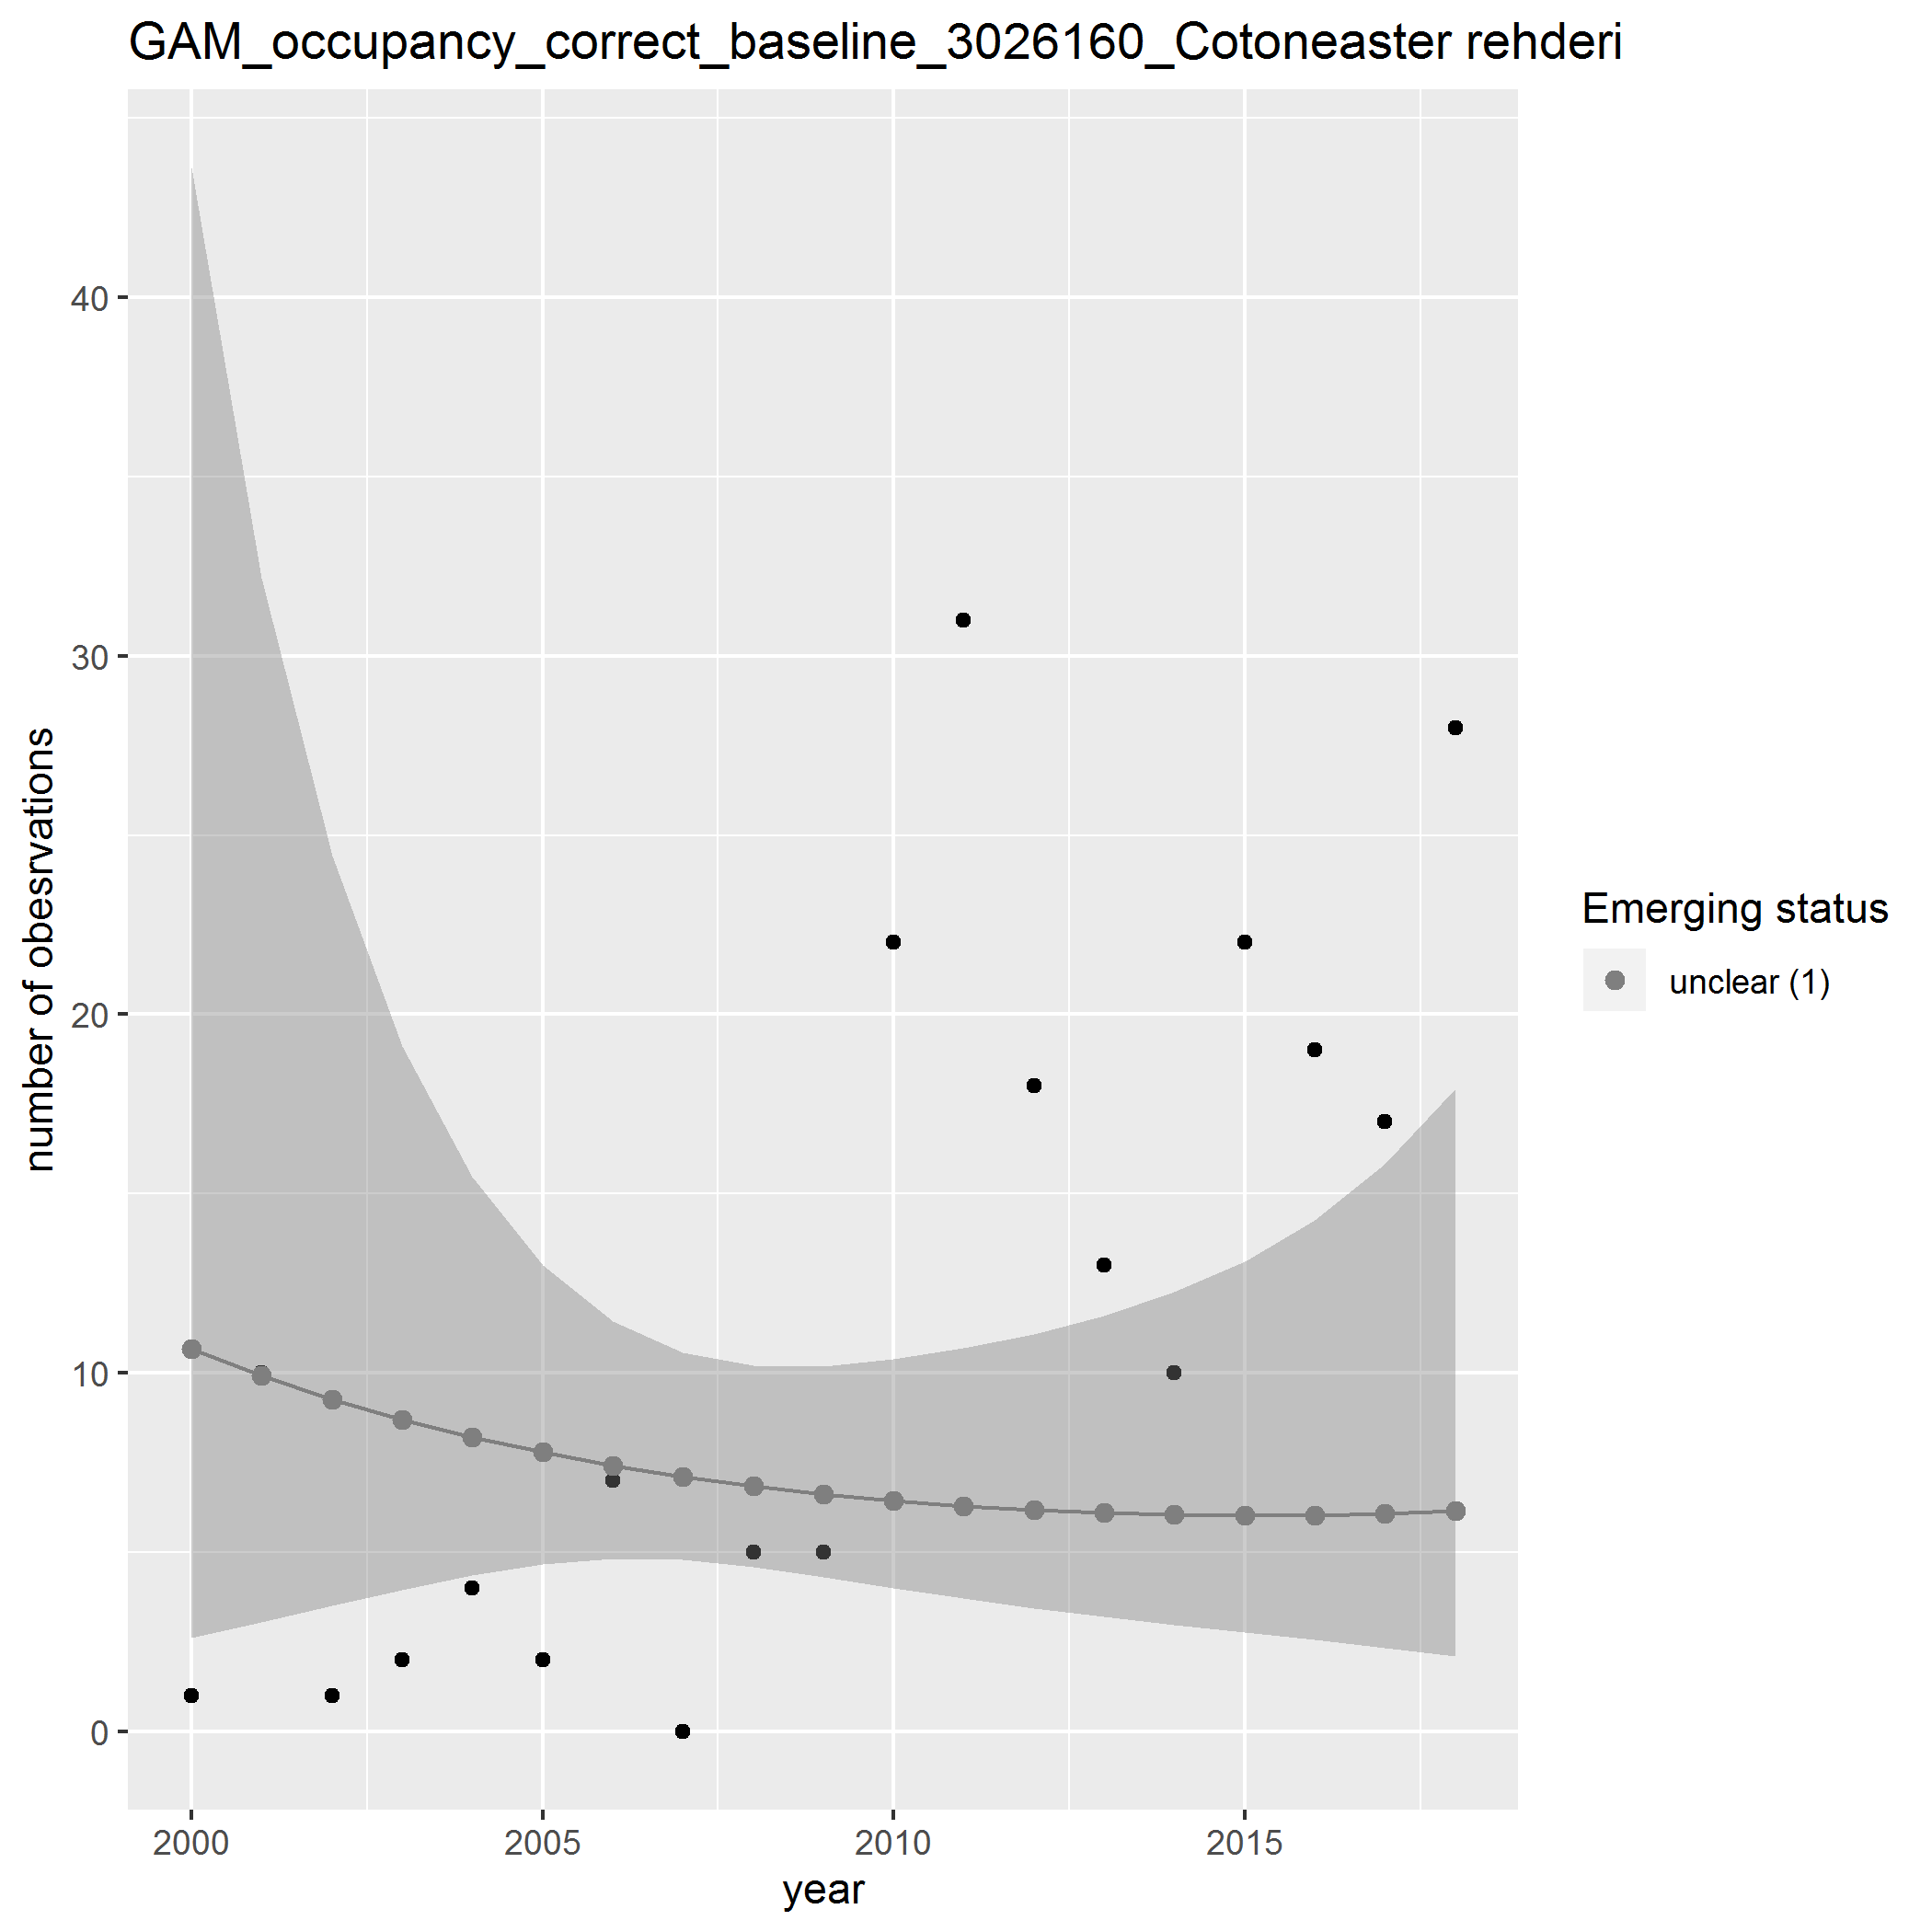 GAM_occupancy_correct_baseline_3026160_Cotoneaster rehderi
number of obesrvations
40
30
20
10
0
2000 2005 2010 2015
year
Emerging status
unclear (1)